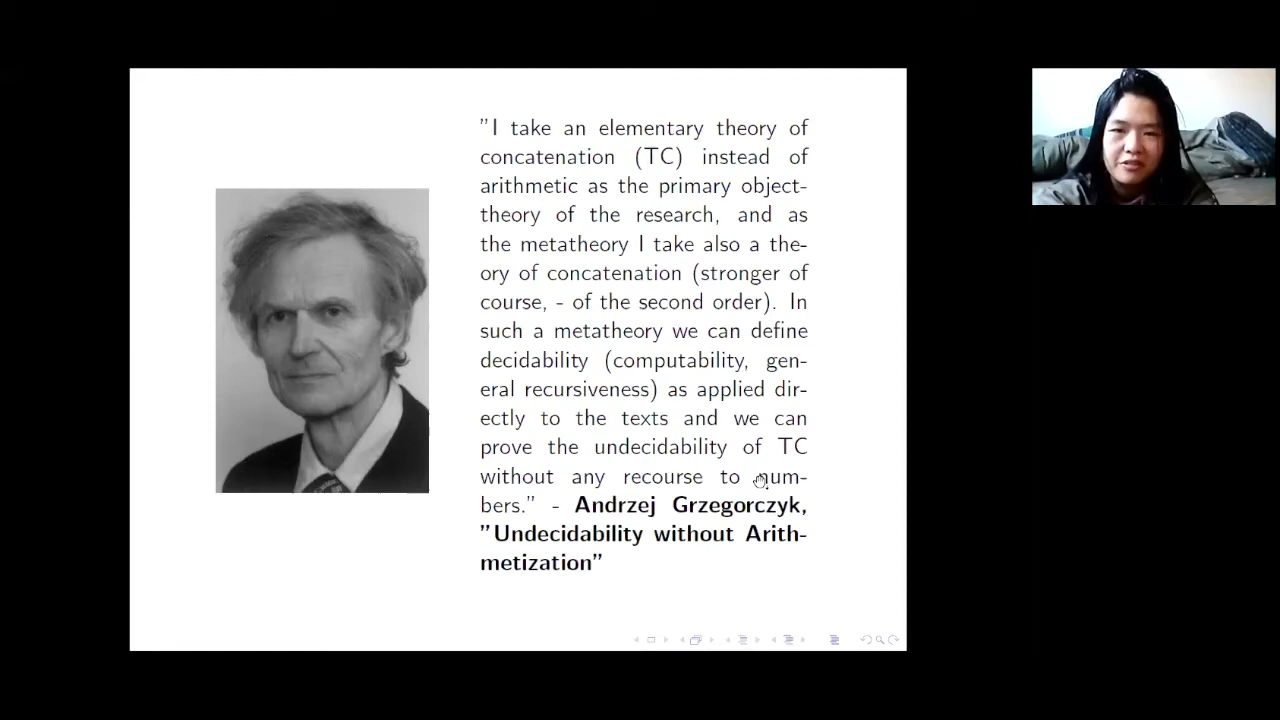 ”I take an elementary theory of
concatenation (TC) instead of
arithmetic as the primary object-
theory of the research, and as
the metatheory I take also a the-
ory of concatenation (stronger of
course, - of the second order). In
such a metatheory we can define
decidability (computability, gen-
eral recursiveness) as applied dir-
ectly to the texts and we can
prove the undecidability of TC
without any recourse to num-
bers.” - Andrzej Grzegorczyk,
”Undecidability without Arith-
metization”